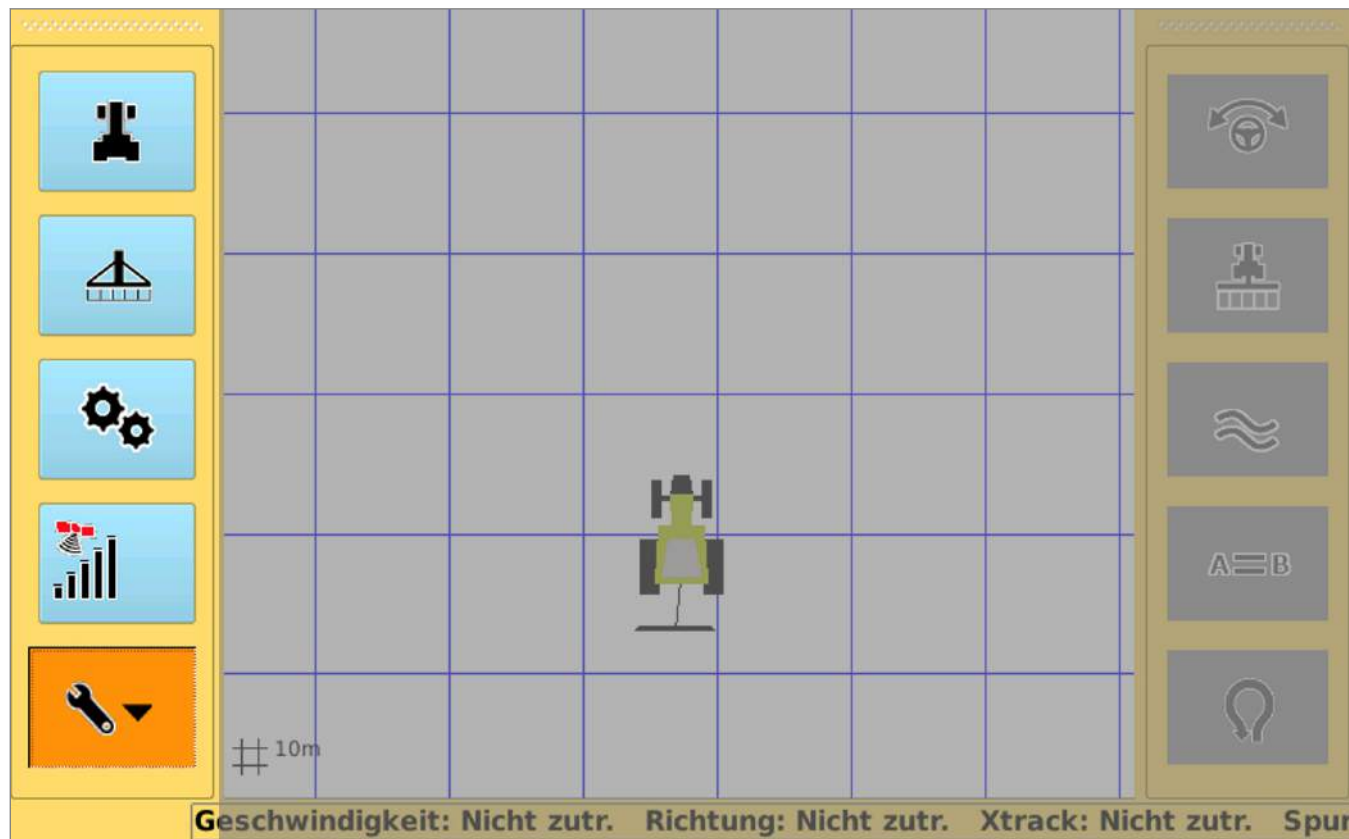 A B
10m
Geschwindigkeit: Nicht zutr. Richtung: Nicht zutr. Xtrack: Nicht zutr. Spur